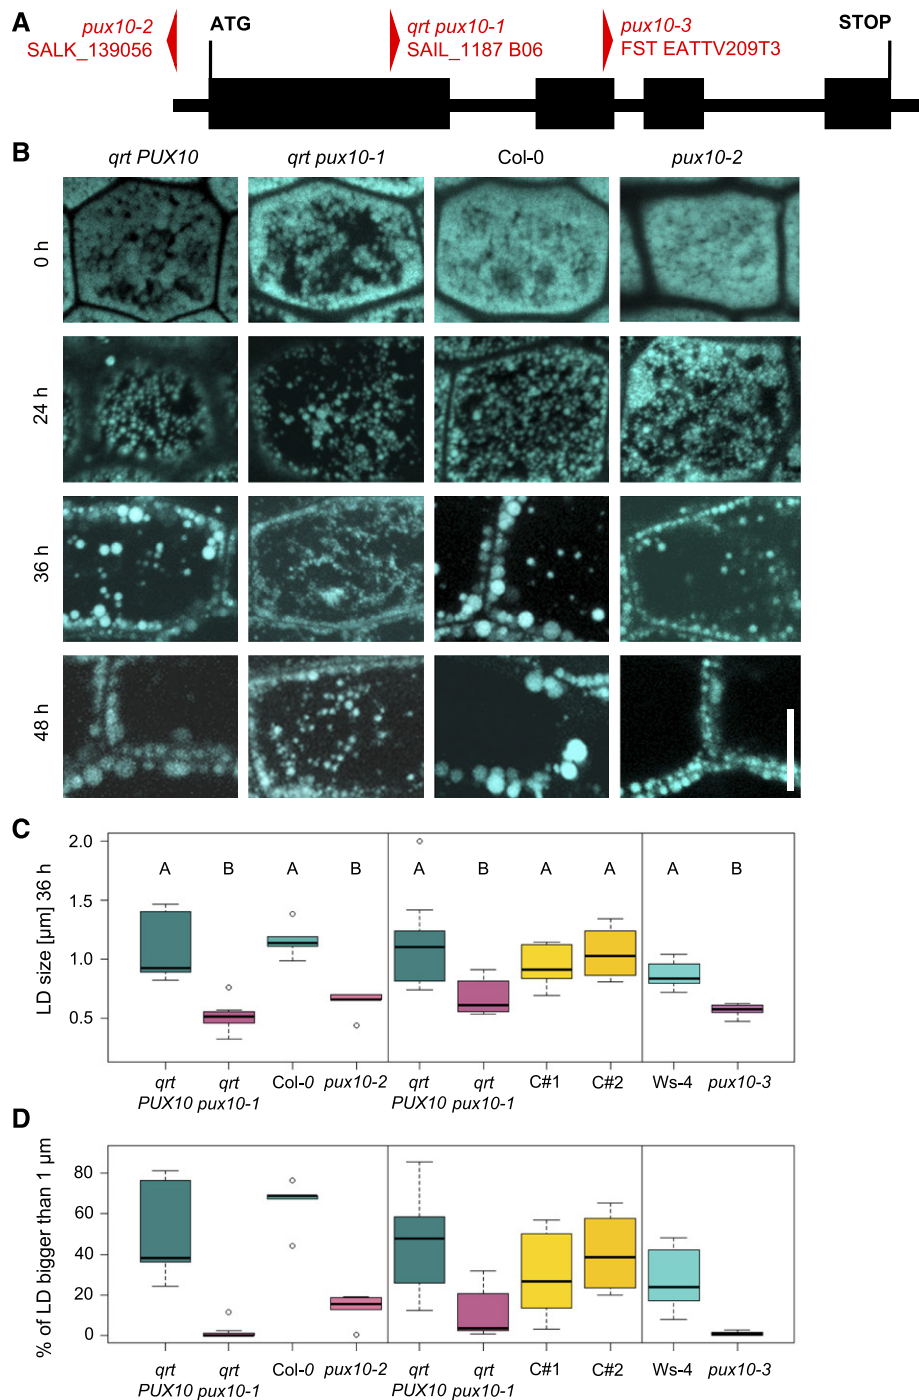 A
pux10-2
SALK_139056
ATG
qrt pux10-1
SAIL_1187 B06
pux10-3
FST EATTV209T3
STOP
B
qrt PUX10 qrt pux10-1 Col-0 pux10-2
0 h
24 h
36 h
48 h
C
LD size [µm] 36 h
2.0
1.5
1.0
0.5
A B A B A B A A A B
qrt PUX10 qrt pux10-1 Col-0 pux10-2 qrt PUX10 qrt pux10-1 C#1 C#2 Ws-4 pux10-3
D
% of LD bigger than 1 µm
80
60
40
20
0
qrt PUX10 qrt pux10-1 Col-0 pux10-2 qrt PUX10 qrt pux10-1 C#1 C#2 Ws-4 pux10-3